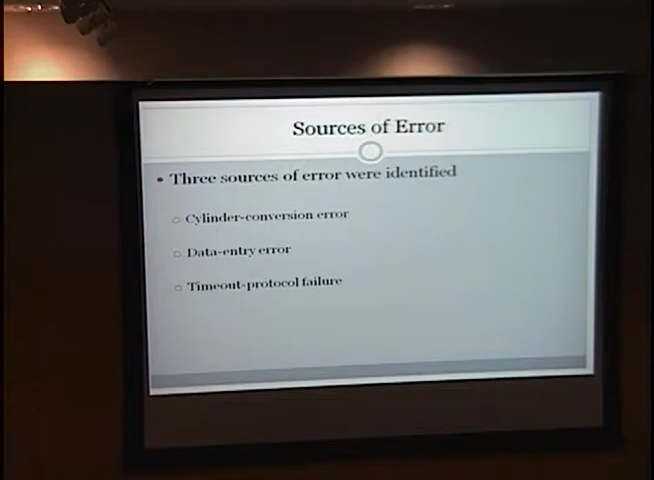 Sources of Error
• Three sources of error were identified
○ Cylinder-conversion error
○ Data-entry error
○ Timeout-protocol failure